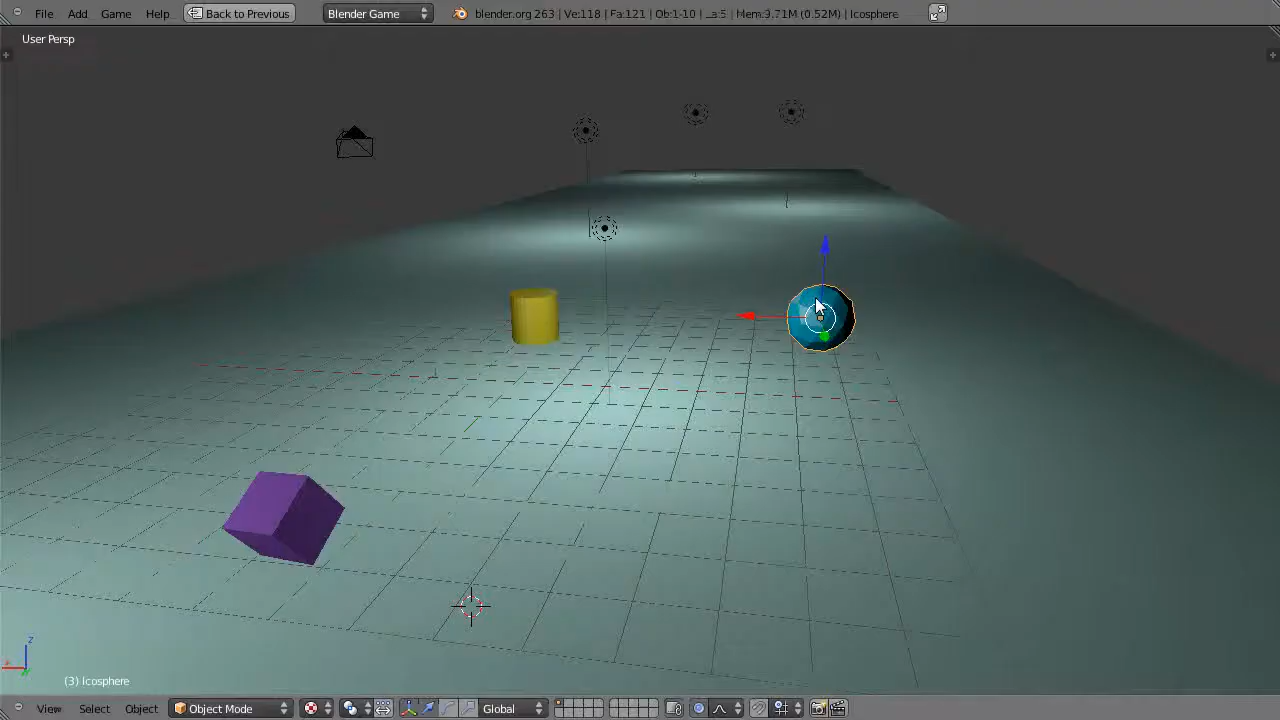 File Add Game Help Back to Previous Blender Game blender.org 263 | Ve:118 | Fa:121 | Ob:1-10 | Mem:9.71M (0.52M) | Icosphere
User Persp
z
(3) Icosphere
View Select Object Object Mode Global